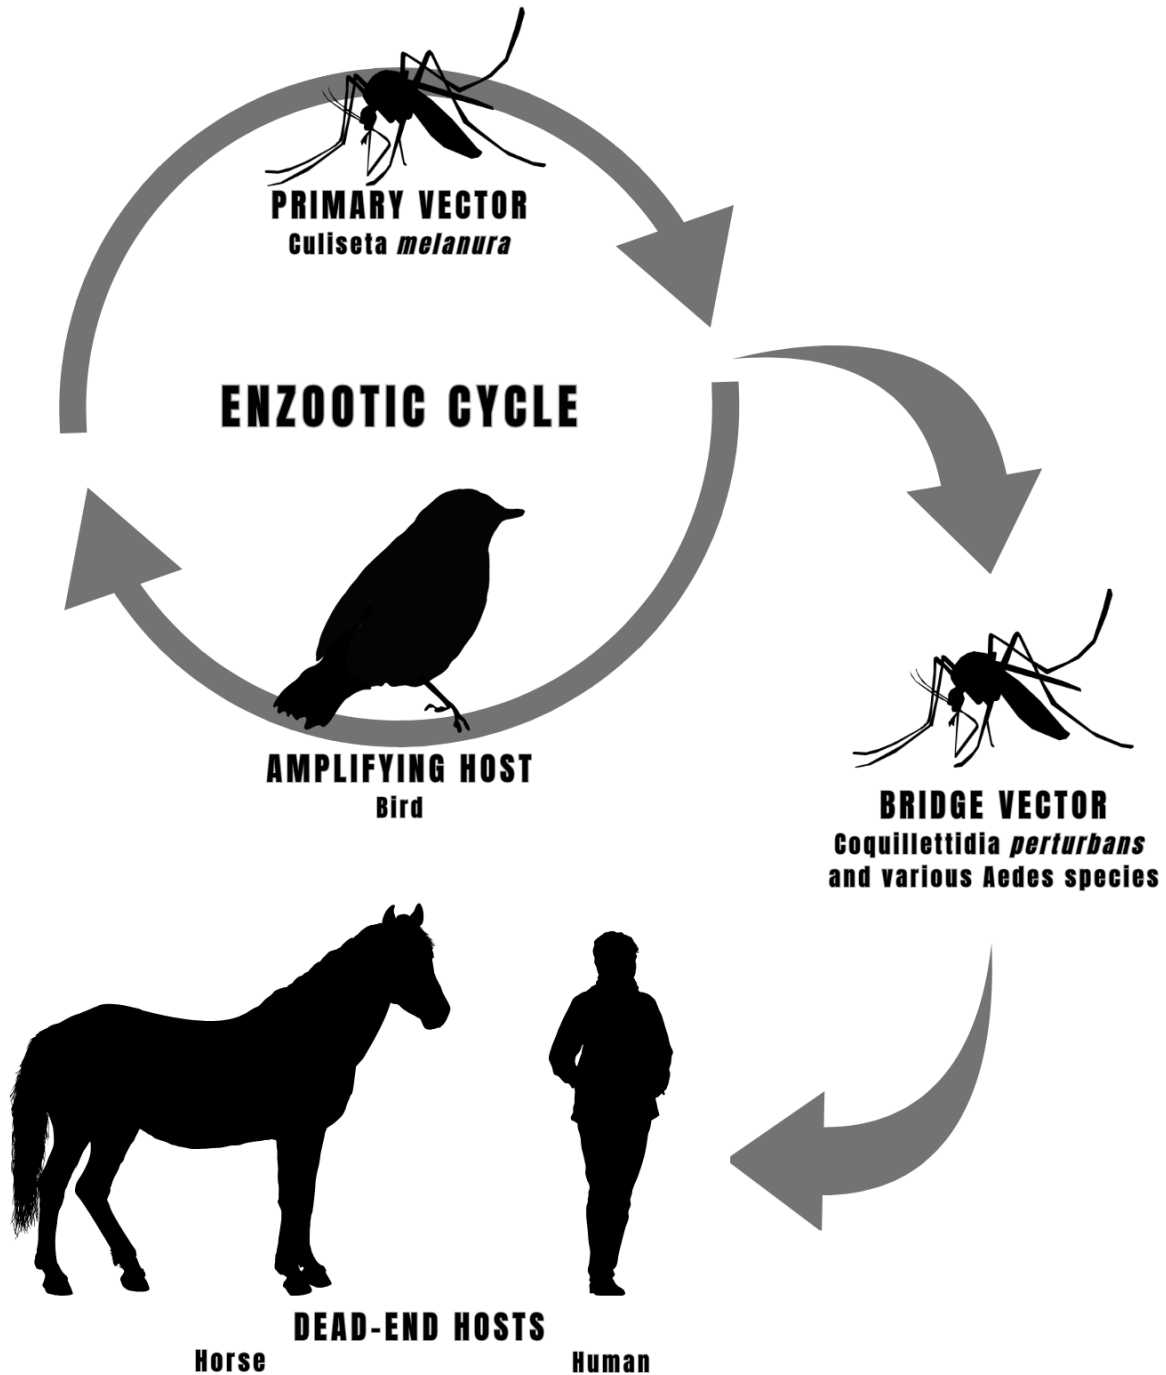 PRIMARY VECTOR
Culiseta melanura
ENZOOTIC CYCLE
AMPLIFYING HOST
Bird
BRIDGE VECTOR
Coquillettidia perturbans
and various Aedes species
DEAD-END HOSTS
Horse
Human